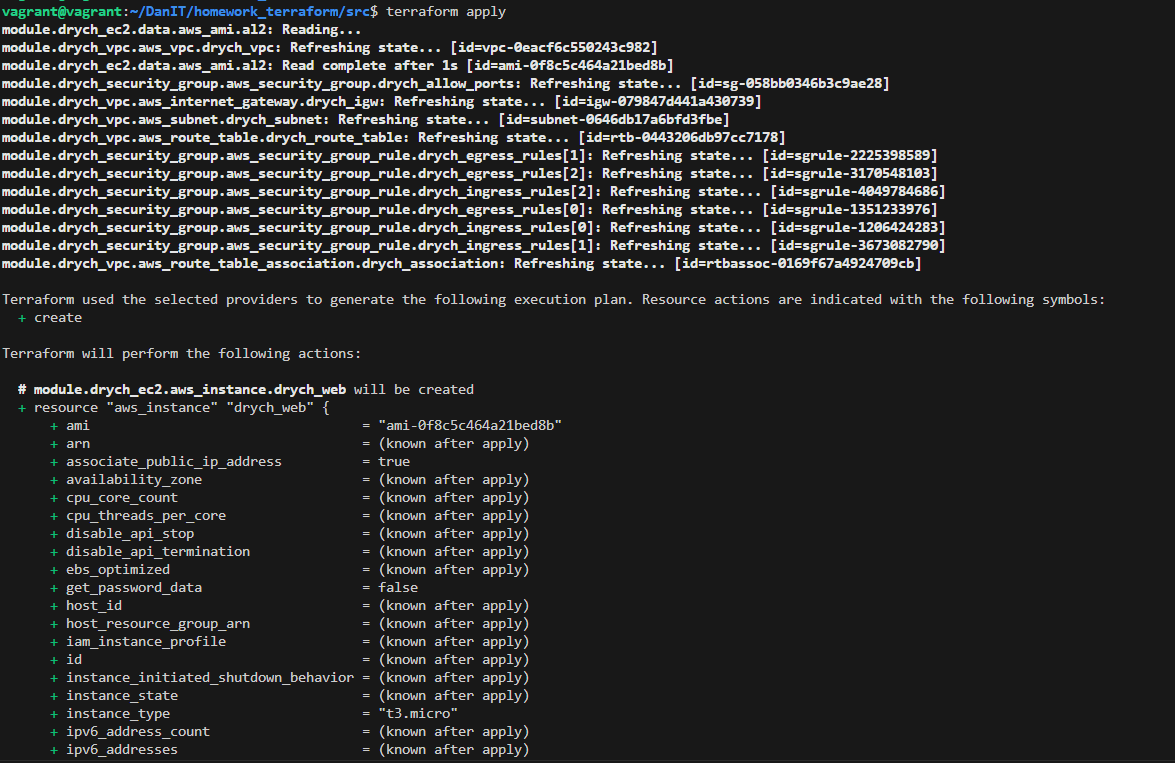 vagrant@vagrant:~/DanIT/homework_terraform/src$ terraform apply
module.drych_ec2.data.aws_ami.al2: Reading...
module.drych_vpc.aws_vpc.drych_vpc: Refreshing state... [id=vpc-0eacf6c550243c982]
module.drych_ec2.data.aws_ami.al2: Read complete after 1s [id=ami-0f8c5c464a21bed8b]
module.drych_security_group.aws_security_group.drych_allow_ports: Refreshing state... [id=sg-058bb0346b3c9ae28]
module.drych_vpc.aws_internet_gateway.drych_igw: Refreshing state... [id=igw-079847d441a430739]
module.drych_vpc.aws_subnet.drych_subnet: Refreshing state... [id=subnet-0646db17a6bfd3fbe]
module.drych_vpc.aws_route_table.drych_route_table: Refreshing state... [id=rtb-0443206db97cc7178]
module.drych_security_group.aws_security_group_rule.drych_egress_rules[1]: Refreshing state... [id=sgrule-2225398589]
module.drych_security_group.aws_security_group_rule.drych_egress_rules[2]: Refreshing state... [id=sgrule-3170548103]
module.drych_security_group.aws_security_group_rule.drych_ingress_rules[2]: Refreshing state... [id=sgrule-4049784686]
module.drych_security_group.aws_security_group_rule.drych_egress_rules[0]: Refreshing state... [id=sgrule-1351233976]
module.drych_security_group.aws_security_group_rule.drych_ingress_rules[0]: Refreshing state... [id=sgrule-1206424283]
module.drych_security_group.aws_security_group_rule.drych_ingress_rules[1]: Refreshing state... [id=sgrule-3673082790]
module.drych_vpc.aws_route_table_association.drych_association: Refreshing state... [id=rtbassoc-0169f67a4924709cb]
Terraform used the selected providers to generate the following execution plan. Resource actions are indicated with the following symbols:
+ create
Terraform will perform the following actions:
# module.drych_ec2.aws_instance.drych_web will be created
+ resource "aws_instance" "drych_web" {
+ ami = "ami-0f8c5c464a21bed8b"
+ arn = (known after apply)
+ associate_public_ip_address = true
+ availability_zone = (known after apply)
+ cpu_core_count = (known after apply)
+ cpu_threads_per_core = (known after apply)
+ disable_api_stop = (known after apply)
+ disable_api_termination = (known after apply)
+ ebs_optimized = (known after apply)
+ get_password_data = false
+ host_id = (known after apply)
+ host_resource_group_arn = (known after apply)
+ iam_instance_profile = (known after apply)
+ id = (known after apply)
+ instance_initiated_shutdown_behavior = (known after apply)
+ instance_state = (known after apply)
+ instance_type = "t3.micro"
+ ipv6_address_count = (known after apply)
+ ipv6_addresses = (known after apply)